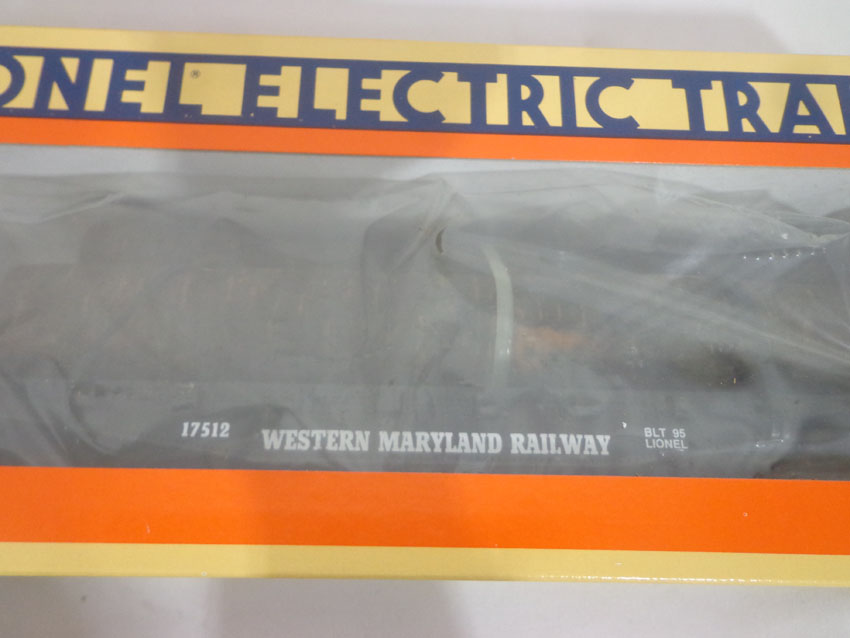 ONEL® ELECTRIC TRA
17512 WESTERN MARYLAND RAILWAY BLT 95
LIONEL